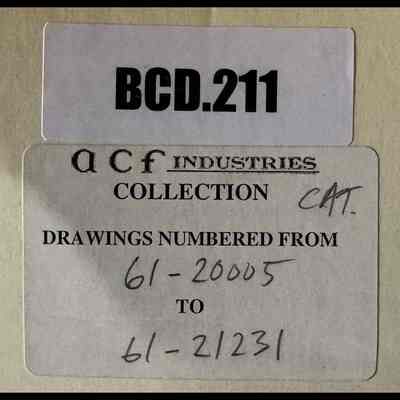 BCD.211
acf INDUSTRIES
COLLECTION CAT.
DRAWINGS NUMBERED FROM
61-20005
TO
61-21231